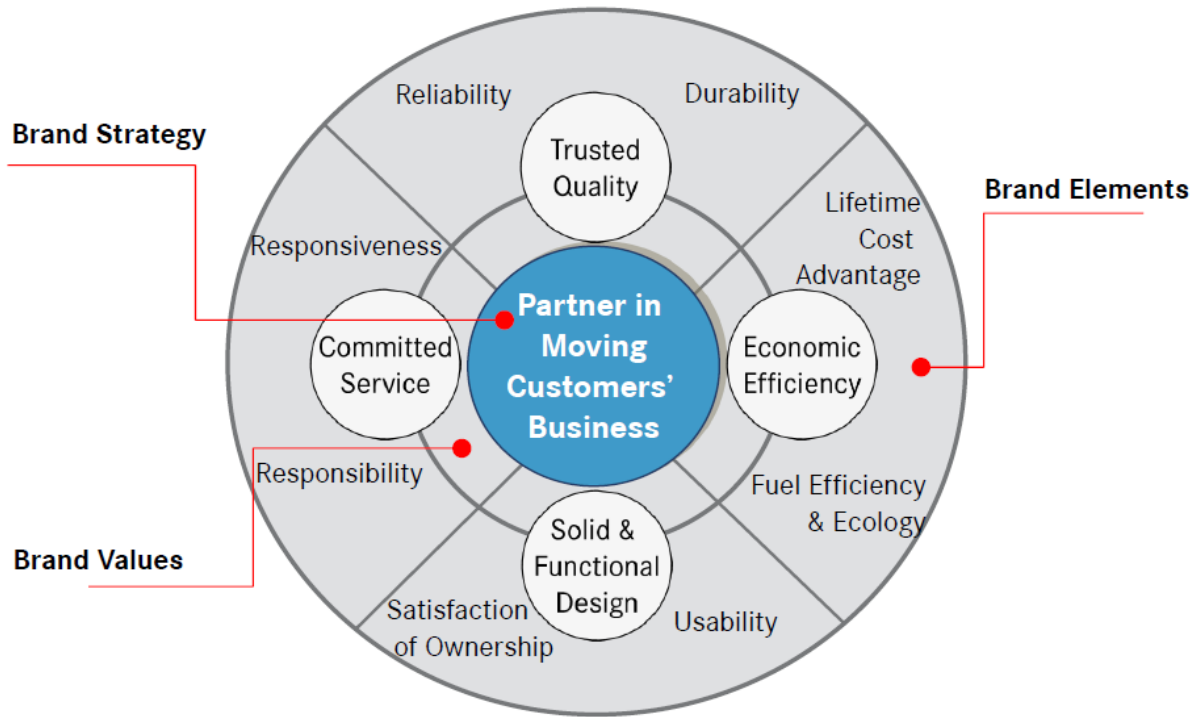 Reliability
Durability
Brand Strategy
Trusted
Quality
Brand Elements
Lifetime
Cost
Advantage
Responsiveness
Partner in
Moving
Customers’
Business
Committed
Service
Economic
Efficiency
Responsibility
Fuel Efficiency
& Ecology
Brand Values
Solid &
Functional
Design
Satisfaction
of Ownership
Usability